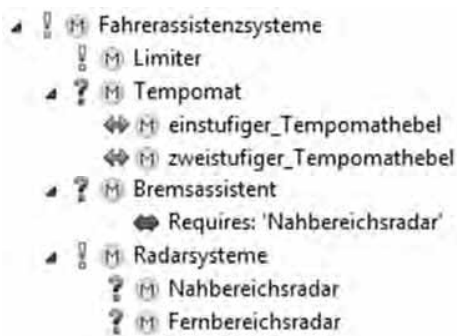 ! M Fahrerassistenzsysteme
! M Limiter
? M Tempomat
M einstufiger_Tempomathebel
M zweistufiger_Tempomathebel
? M Bremsassistent
Requires: 'Nahbereichsradar'
! M Radarsysteme
? M Nahbereichsradar
? M Fernbereichsradar